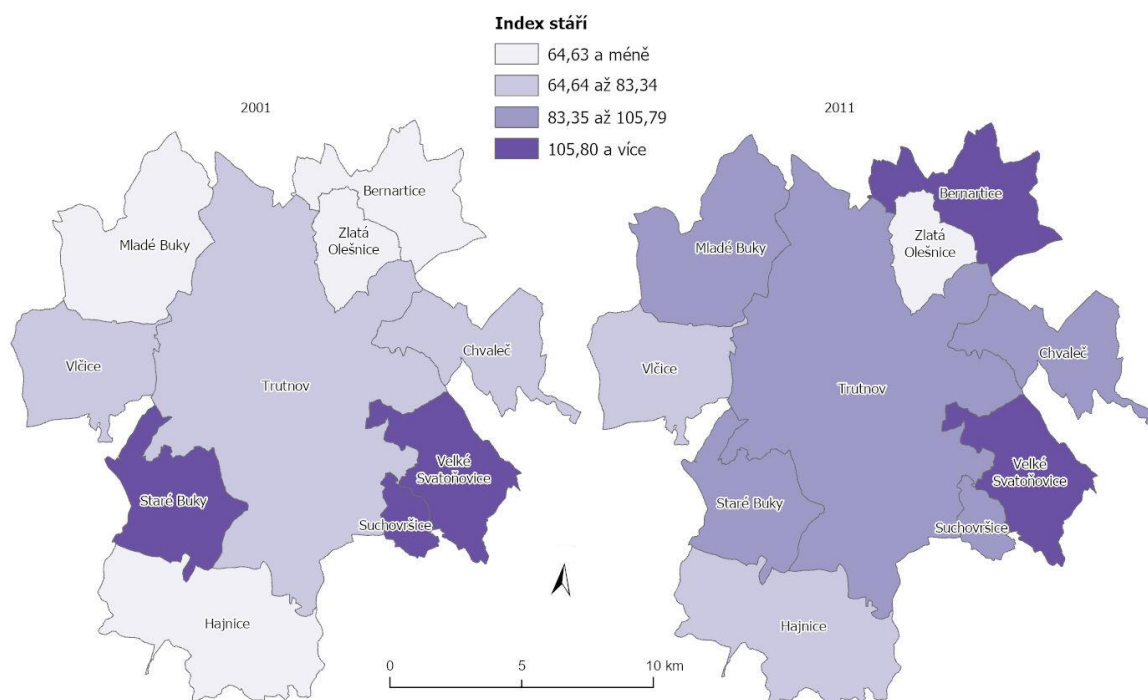 Index stáří
64,63 a méně
64,64 až 83,34
83,35 až 105,79
105,80 a více
2001
Bernartice
Zlatá
Olešnice
Mladé Buky
Vlčice
Chvaleč
Trutnov
Velké
Svatoňovice
Staré Buky
Suchovršice
Hajnice
2011
Bernartice
Zlatá
Olešnice
Mladé Buky
Chvaleč
Vlčice
Trutnov
Velké
Svatoňovice
Staré Buky
Suchovršice
Hajnice
0 5 10 km